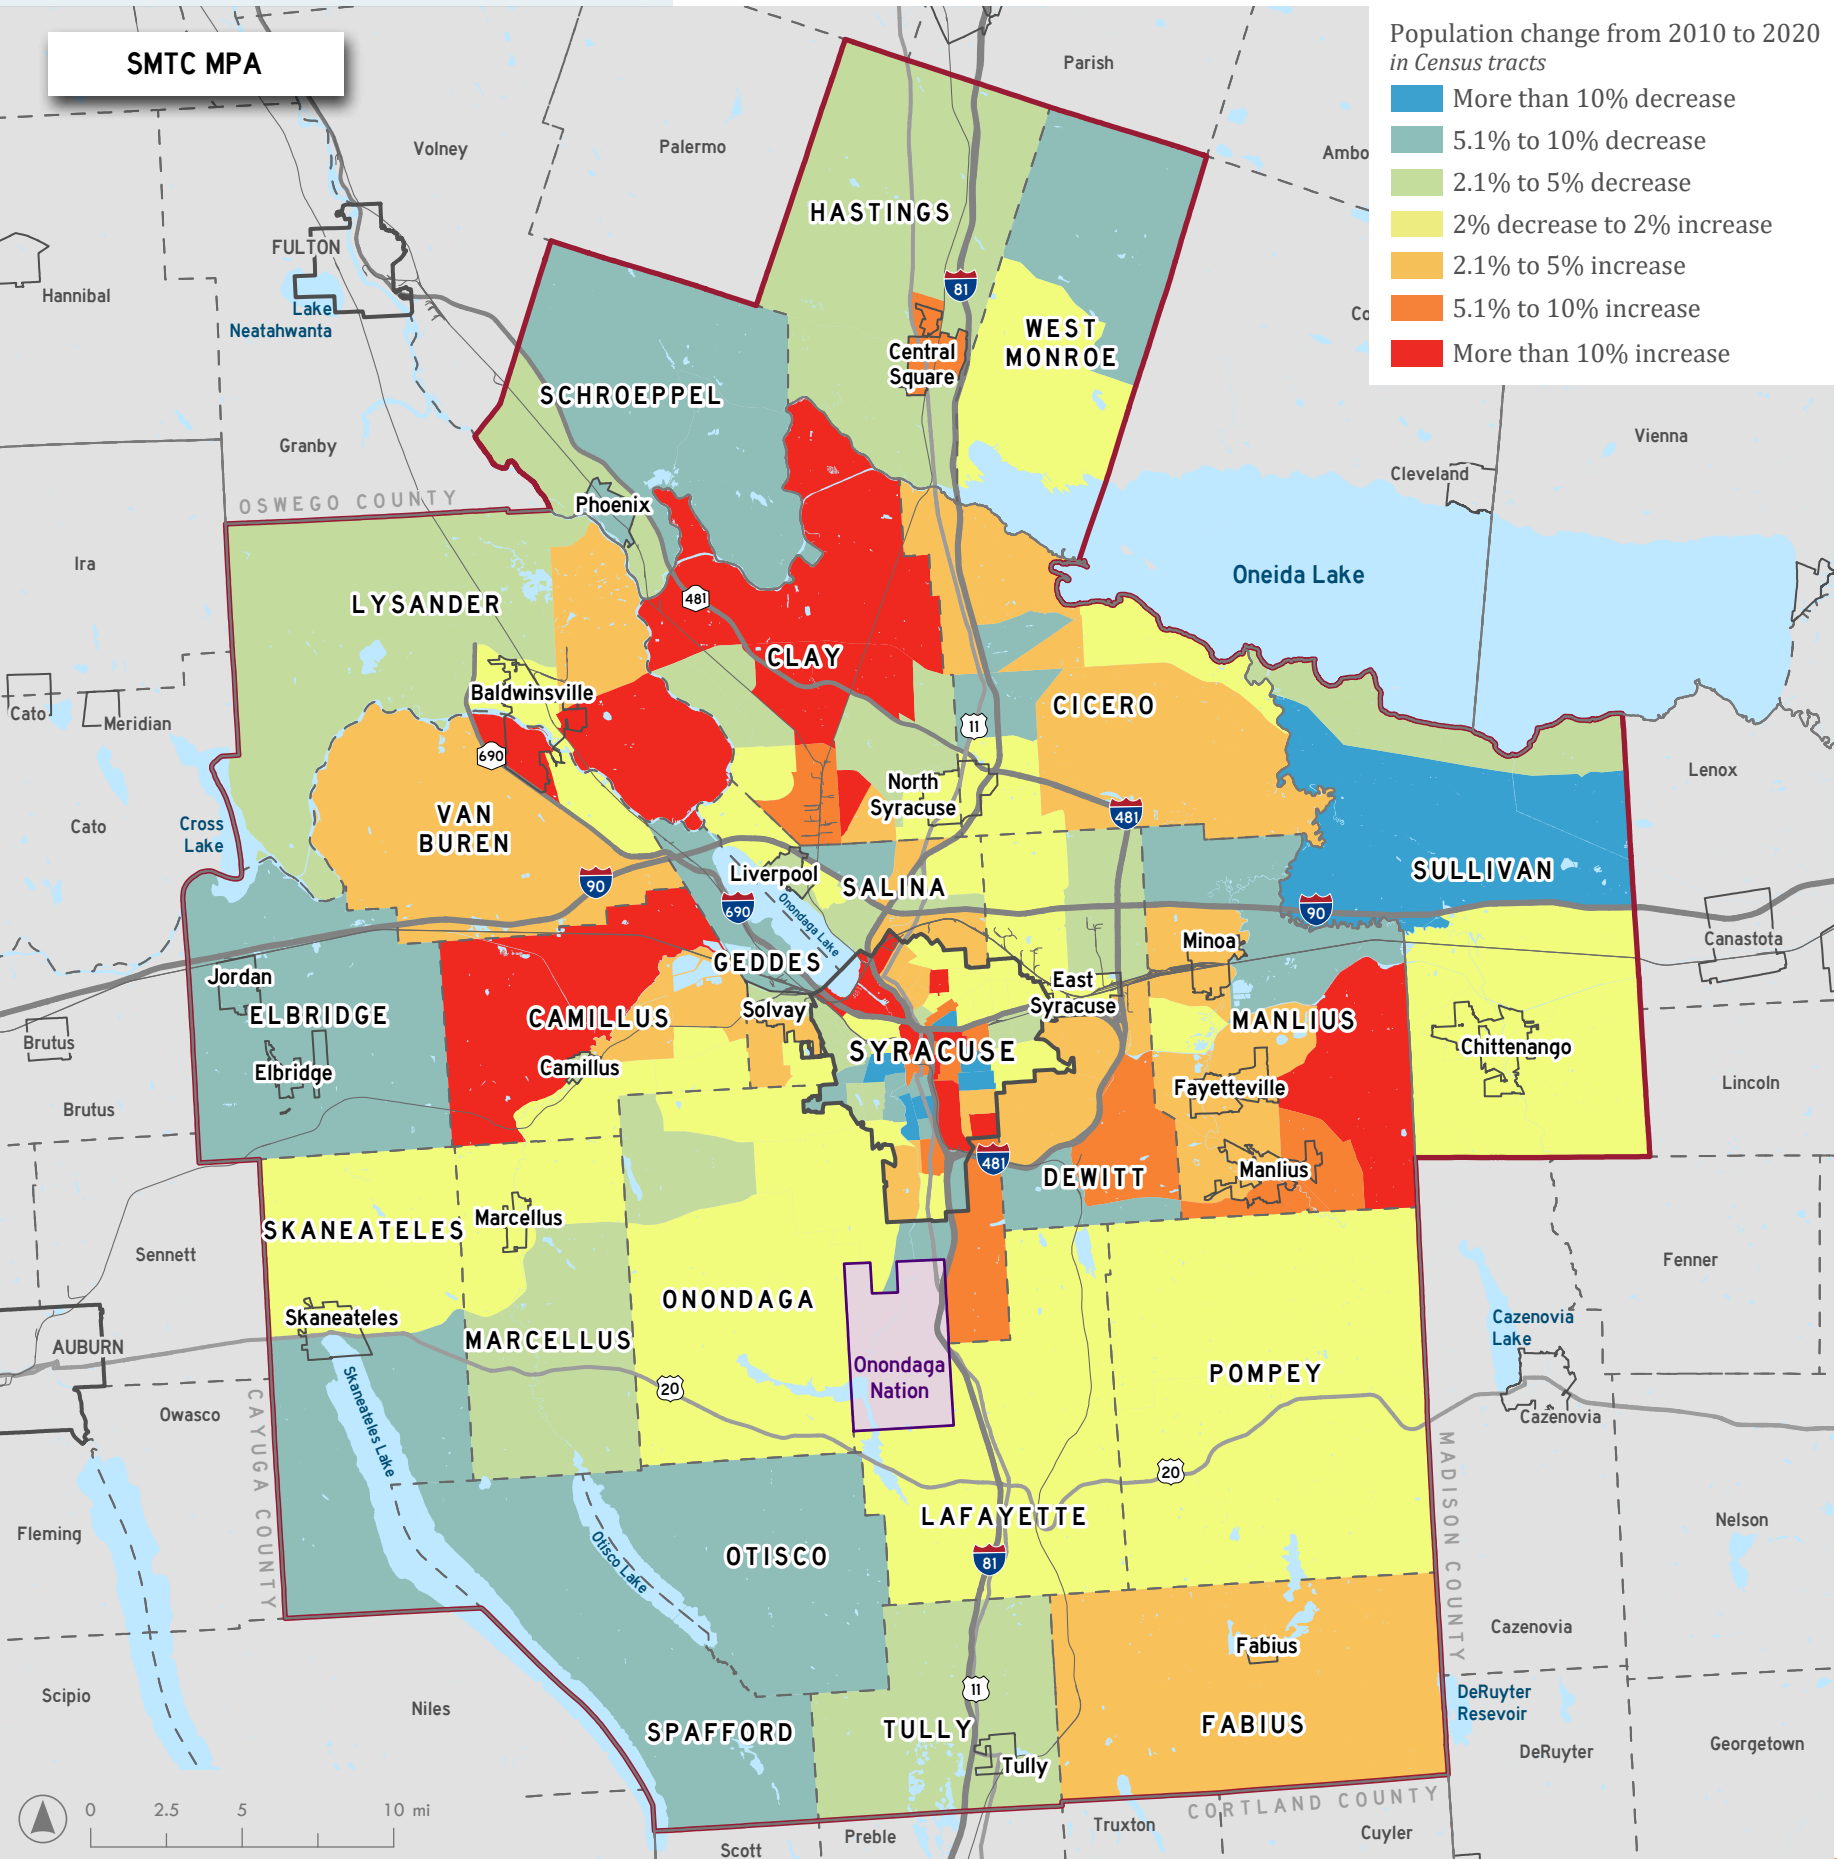 SMTC MPA
Population change from 2010 to 2020
in Census tracts
More than 10% decrease
5.1% to 10% decrease
2.1% to 5% decrease
2% decrease to 2% increase
2.1% to 5% increase
5.1% to 10% increase
More than 10% increase
Parish
Volney
Palermo
Ambo
HASTINGS
FULTON
Hannibal
Lake
Neatahwanta
81
Co
WEST
MONROE
Central
Square
SCHROEPPEL
Granby
Vienna
Cleveland
OSWEGO COUNTY
Phoenix
Ira
Oneida Lake
LYSANDER
481
CLAY
Baldwinsville
CICERO
Cato
Meridian
11
690
North
Syracuse
Lenox
VAN
BUREN
481
Cato
Cross
Lake
Liverpool
SALINA
SULLIVAN
90
690
Onondaga Lake
90
Minoa
Canastota
GEDDES
Jordan
East
Syracuse
Solvay
ELBRIDGE
CAMILLUS
MANLIUS
Brutus
SYRACUSE
Chittenango
Elbridge
Camillus
Fayetteville
Lincoln
Brutus
481
DEWITT
Manlius
SKANEATELES
Marcellus
Sennett
Fenner
ONONDAGA
Skaneateles
Cazenovia
Lake
MARCELLUS
AUBURN
Onondaga
Nation
POMPEY
20
Owasco
Skaneateles Lake
Cazenovia
CAYUGA COUNTY
MADISON COUNTY
20
LAFAYETTE
Fleming
Nelson
OTISCO
Otisco Lake
81
Cazenovia
Fabius
Scipio
Niles
11
DeRuyter
Resevoir
SPAFFORD
TULLY
FABIUS
Tully
DeRuyter
Georgetown
0
2.5
5
10 mi
CORTLAND COUNTY
Truxton
Preble
Scott
Cuyler